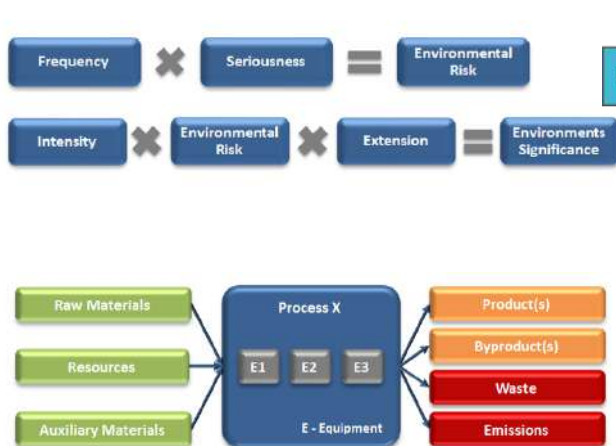 Frequency
Seriousness
Environmental
Risk
Intensity
Environmental
Risk
Extension
Environments
Significance
Raw Materials
Process X
Product(s)
Byproduct(s)
Resources
E1 E2 E3
Waste
Auxiliary Materials
E - Equipment
Emissions